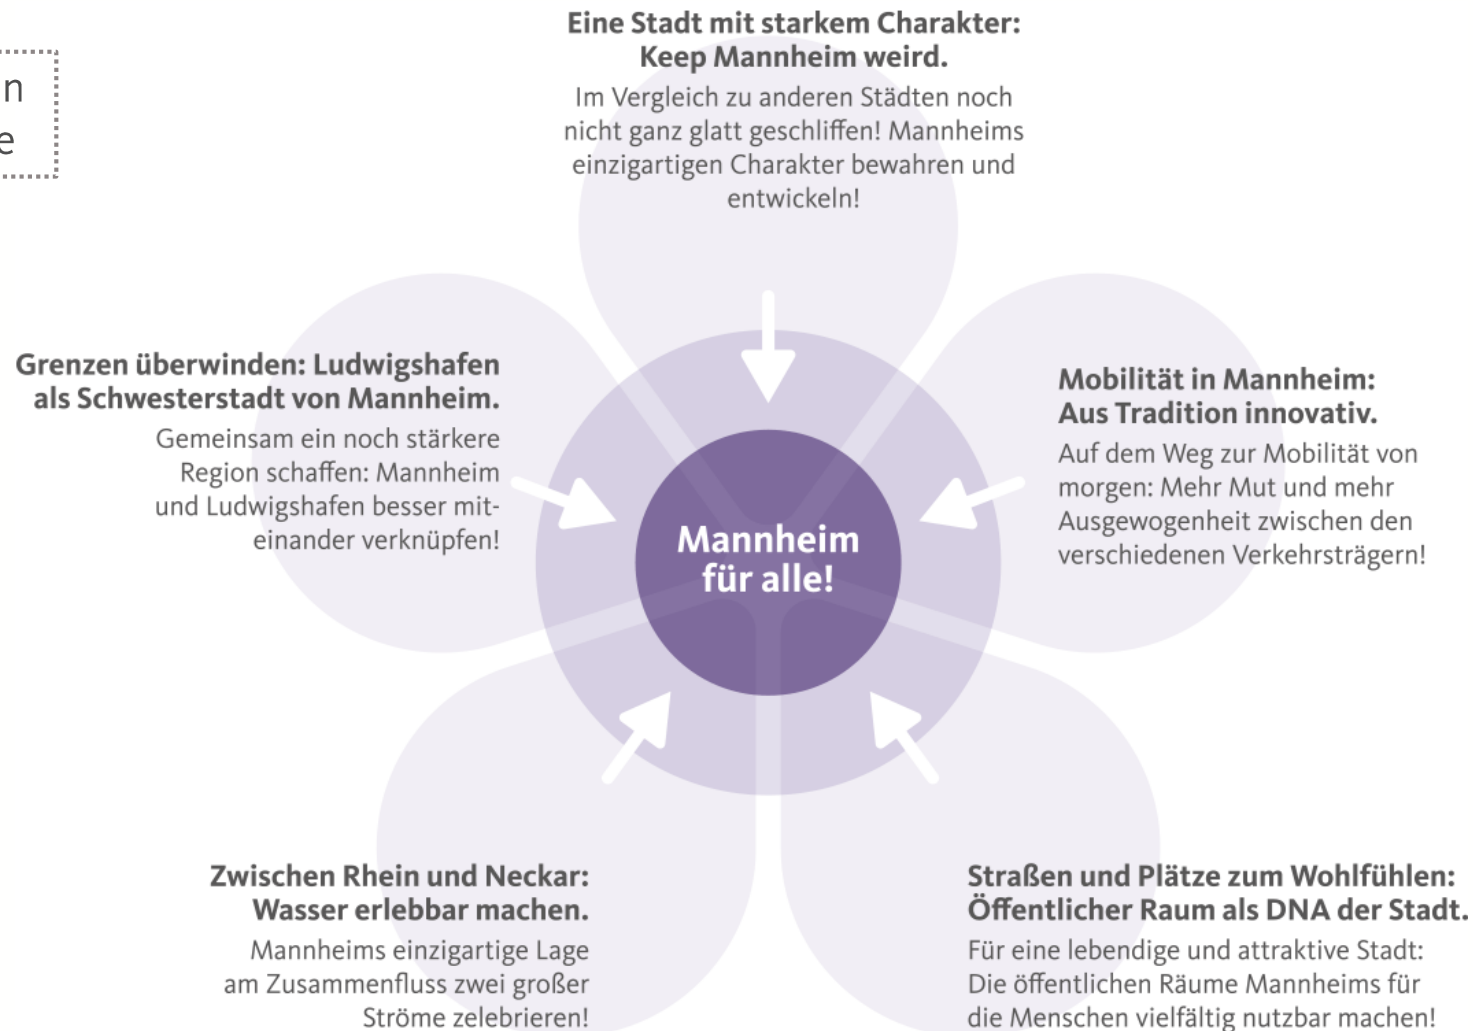 n
e
Eine Stadt mit starkem Charakter:
Keep Mannheim weird.
Im Vergleich zu anderen Städten noch
nicht ganz glatt geschliffen! Mannheims
einzigartigen Charakter bewahren und
entwickeln!
Grenzen überwinden: Ludwigshafen
als Schwesterstadt von Mannheim.
Gemeinsam ein noch stärkere
Region schaffen: Mannheim
und Ludwigshafen besser mit-
einander verknüpfen!
Mobilität in Mannheim:
Aus Tradition innovativ.
Auf dem Weg zur Mobilität von
morgen: Mehr Mut und mehr
Ausgewogenheit zwischen den
verschiedenen Verkehrsträgern!
Mannheim
für alle!
Zwischen Rhein und Neckar:
Wasser erlebbar machen.
Mannheims einzigartige Lage
am Zusammenfluss zwei großer
Ströme zelebrieren!
Straßen und Plätze zum Wohlfühlen:
Öffentlicher Raum als DNA der Stadt.
Für eine lebendige und attraktive Stadt:
Die öffentlichen Räume Mannheims für
die Menschen vielfältig nutzbar machen!